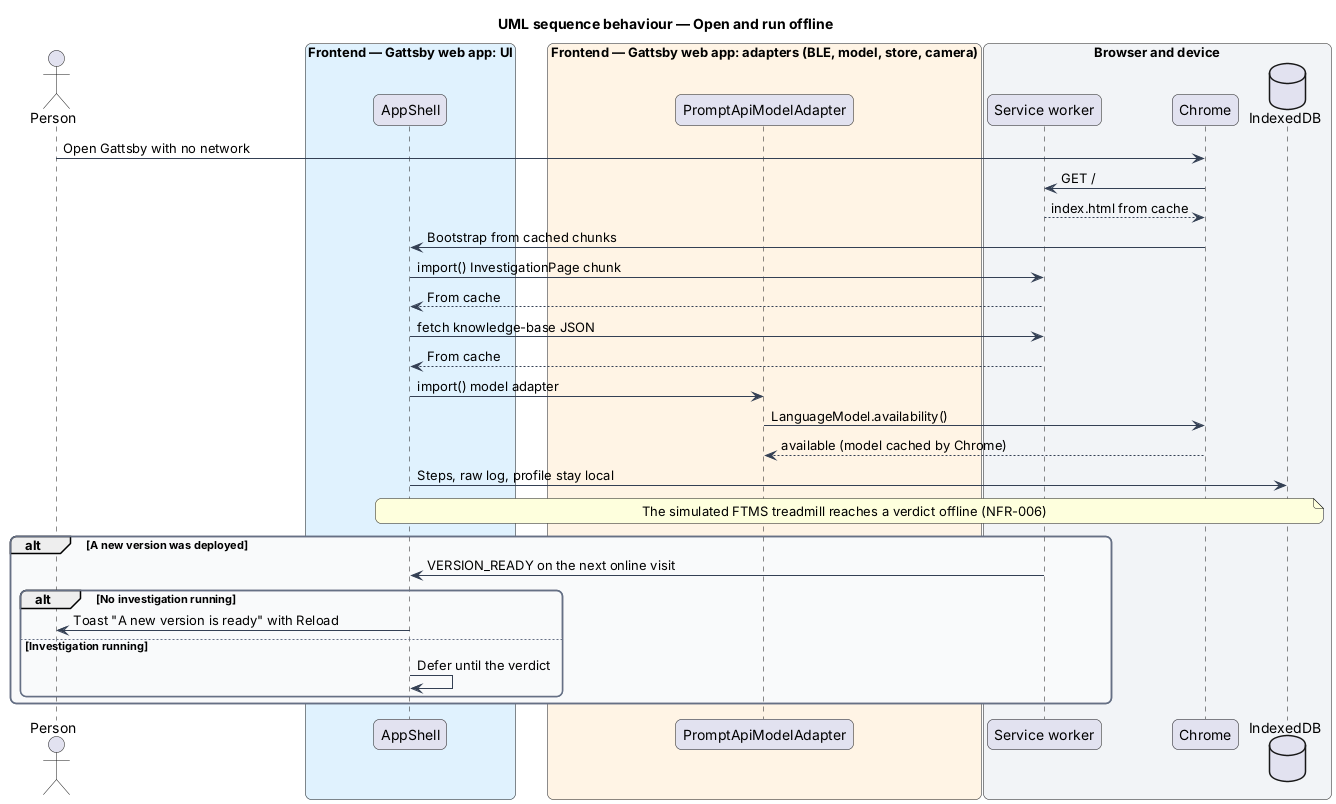 UML sequence behaviour — Open and run offline
Frontend — Gattsby web app: UI
Frontend — Gattsby web app: adapters (BLE, model, store, camera)
Browser and device
Person
AppShell
PromptApiModelAdapter
Service worker
Chrome
IndexedDB
Open Gattsby with no network
GET /
index.html from cache
Bootstrap from cached chunks
import() InvestigationPage chunk
From cache
fetch knowledge-base JSON
From cache
import() model adapter
LanguageModel.availability()
available (model cached by Chrome)
Steps, raw log, profile stay local
The simulated FTMS treadmill reaches a verdict offline (NFR-006)
alt [A new version was deployed]
VERSION_READY on the next online visit
alt [No investigation running]
Toast "A new version is ready" with Reload
[Investigation running]
Defer until the verdict
Person
AppShell
PromptApiModelAdapter
Service worker
Chrome
IndexedDB